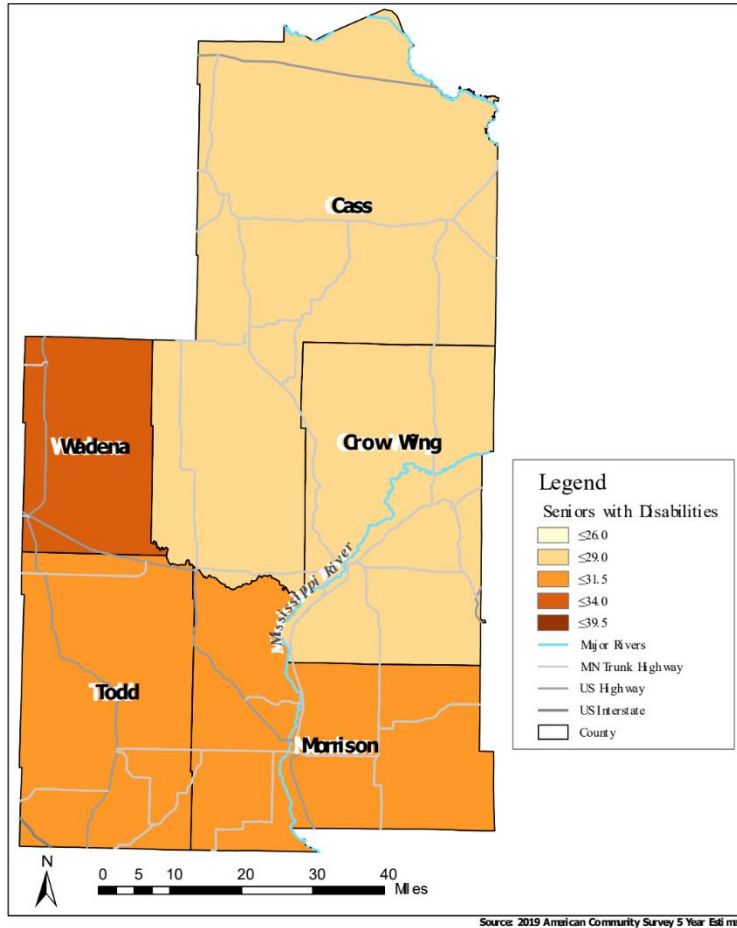 Cass
Wadena
Crow Wing
Mississippi River
Todd
Morrison
Legend
Seniors with Disabilities
≤26.0
≤29.0
≤31.5
≤34.0
≤39.5
Major Rivers
MN Trunk Highway
US Highway
US Interstate
County
N
0 5 10 20 30 40
Miles
Source: 2019 American Community Survey 5 Year